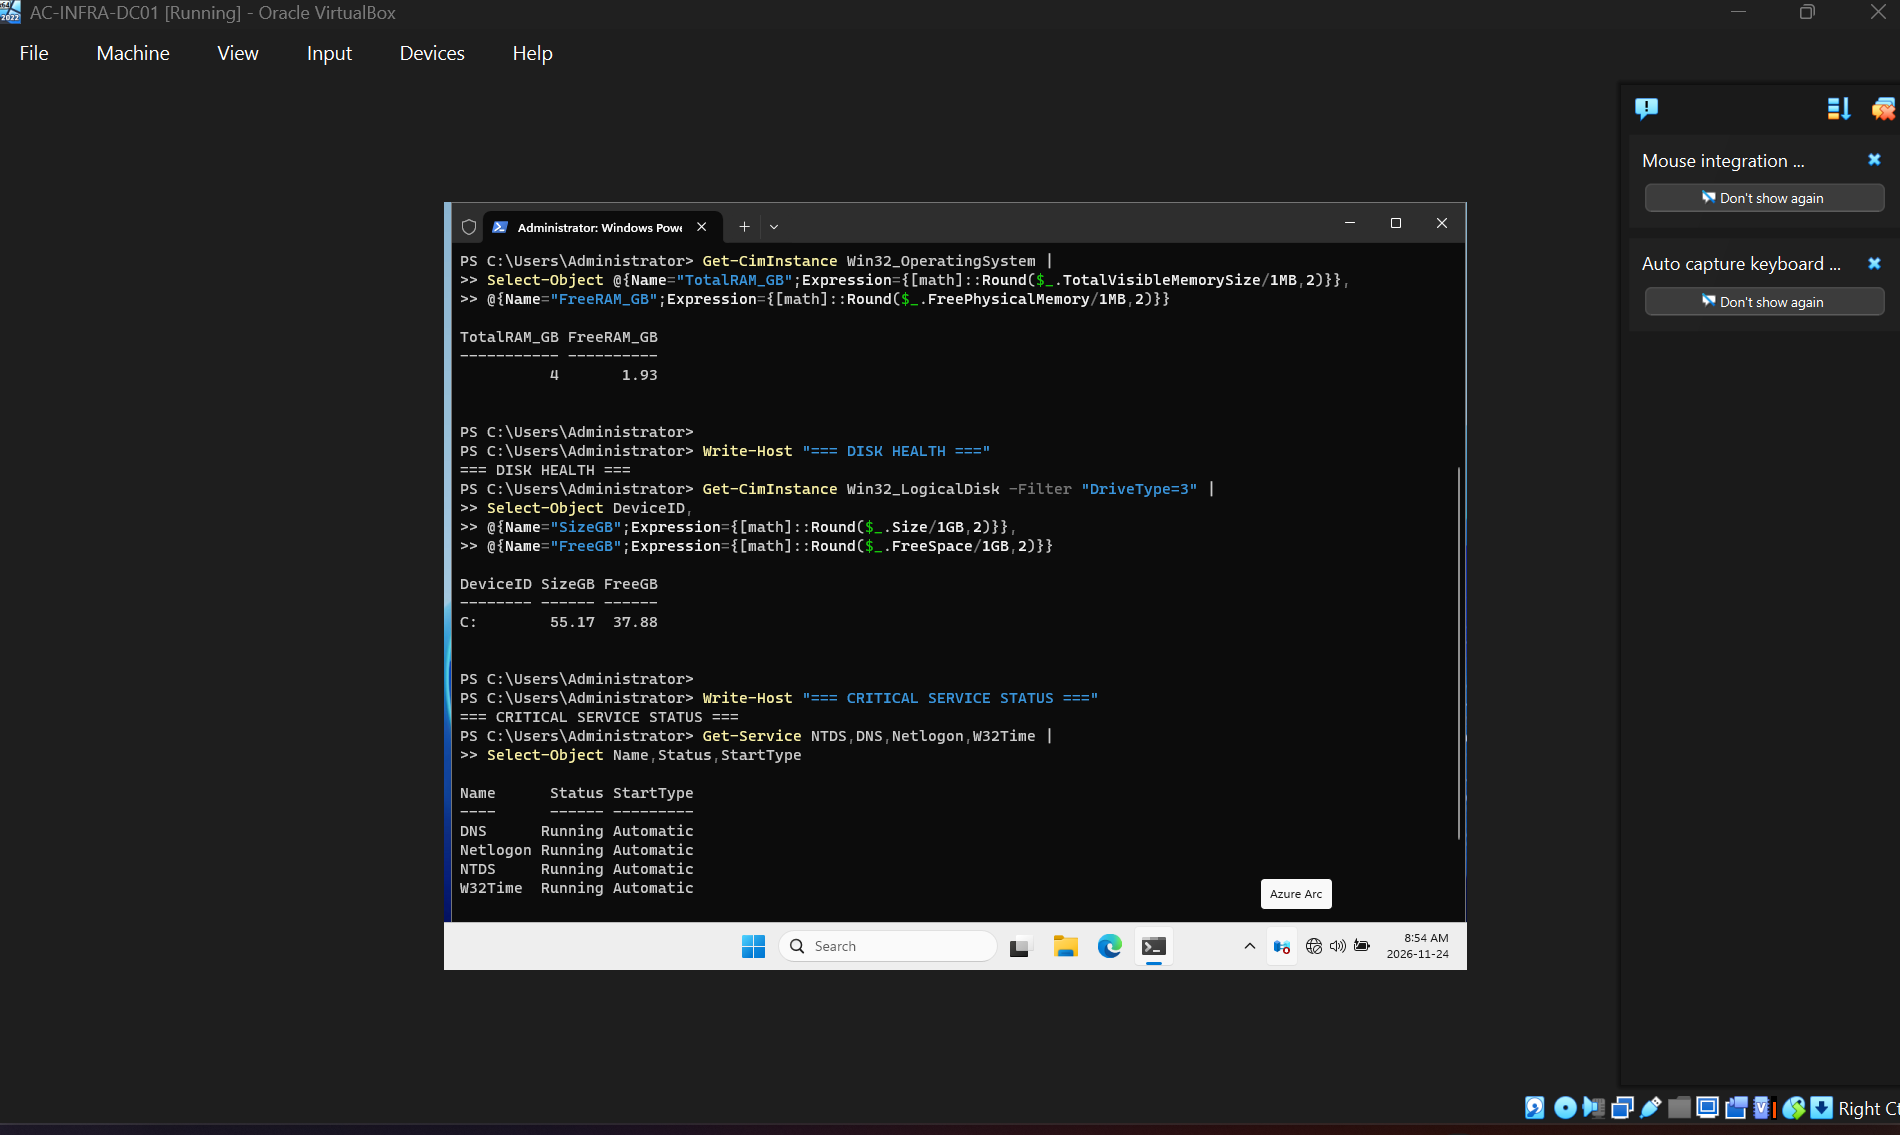 AC-INFRA-DC01 [Running] - Oracle VirtualBox
File Machine View Input Devices Help
Mouse integration ...
Don't show again
Auto capture keyboard ...
Don't show again
Administrator: Windows Powe
PS C:\Users\Administrator> Get-CimInstance Win32_OperatingSystem |
>> Select-Object @{Name="TotalRAM_GB";Expression={[math]::Round($_.TotalVisibleMemorySize/1MB,2)}},
>> @{Name="FreeRAM_GB";Expression={[math]::Round($_.FreePhysicalMemory/1MB,2)}}
TotalRAM_GB FreeRAM_GB
----------- ----------
4 1.93
PS C:\Users\Administrator>
PS C:\Users\Administrator> Write-Host "=== DISK HEALTH ==="
=== DISK HEALTH ===
PS C:\Users\Administrator> Get-CimInstance Win32_LogicalDisk -Filter "DriveType=3" |
>> Select-Object DeviceID,
>> @{Name="SizeGB";Expression={[math]::Round($_.Size/1GB,2)}},
>> @{Name="FreeGB";Expression={[math]::Round($_.FreeSpace/1GB,2)}}
DeviceID SizeGB FreeGB
-------- ------ ------
C: 55.17 37.88
PS C:\Users\Administrator>
PS C:\Users\Administrator> Write-Host "=== CRITICAL SERVICE STATUS ==="
=== CRITICAL SERVICE STATUS ===
PS C:\Users\Administrator> Get-Service NTDS,DNS,Netlogon,W32Time |
>> Select-Object Name,Status,StartType
Name Status StartType
---- ------ ---------
DNS Running Automatic
Netlogon Running Automatic
NTDS Running Automatic
W32Time Running Automatic
Azure Arc
Search
8:54 AM
2026-11-24
Right Ct